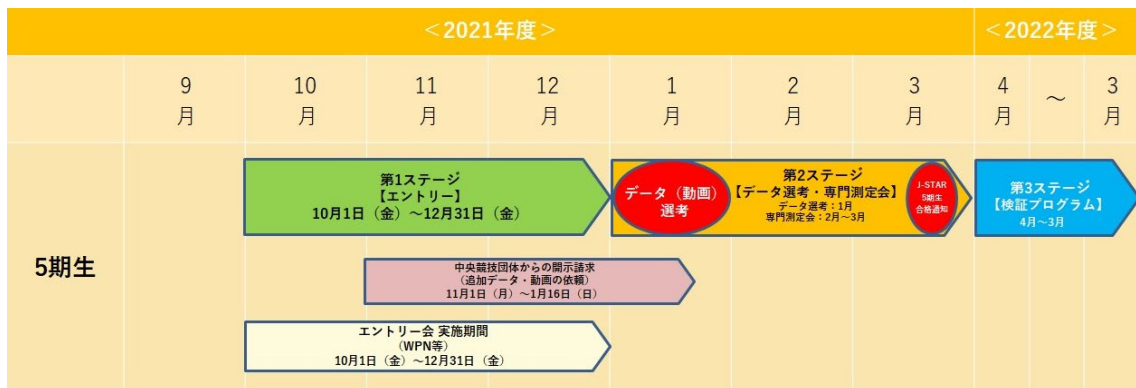 ＜2021年度＞
＜2022年度＞
9月
10月
11月
12月
1月
2月
3月
4月
～
3月
5期生
第1ステージ
【エントリー】
10月1日（金）～12月31日（金）
データ（動画）
選考
第2ステージ
【データ選考・専門測定会】
データ選考：1月
専門測定会：2月～3月
J-STAR
5期生
合格通知
第3ステージ
【検証プログラム】
4月～3月
中央競技団体からの開示請求
（追加データ・動画の依頼）
11月1日（月）～1月16日（日）
エントリー会 実施期間
（WPN等）
10月1日（金）～12月31日（金）